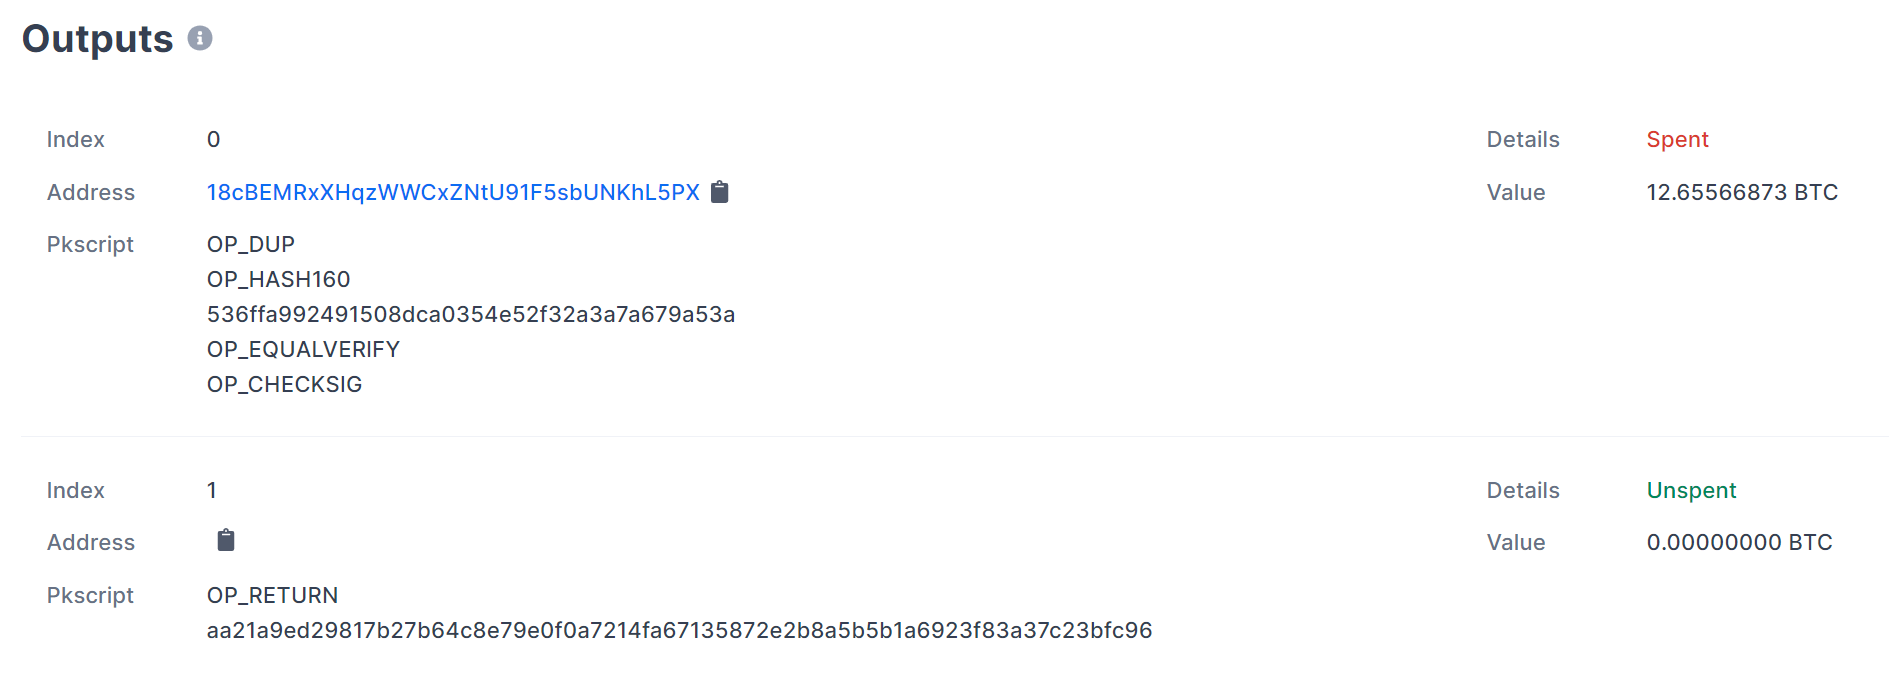 Outputs
Index 0 Details Spent
Address 18cBEMRxXHqzWWCxZNtU91F5sbUNKhL5PX Value 12.65566873 BTC
Pkscript OP_DUP
OP_HASH160
536ffa992491508dca0354e52f32a3a7a679a53a
OP_EQUALVERIFY
OP_CHECKSIG
Index 1 Details Unspent
Address Value 0.00000000 BTC
Pkscript OP_RETURN
aa21a9ed29817b27b64c8e79e0f0a7214fa67135872e2b8a5b5b1a6923f83a37c23bfc96